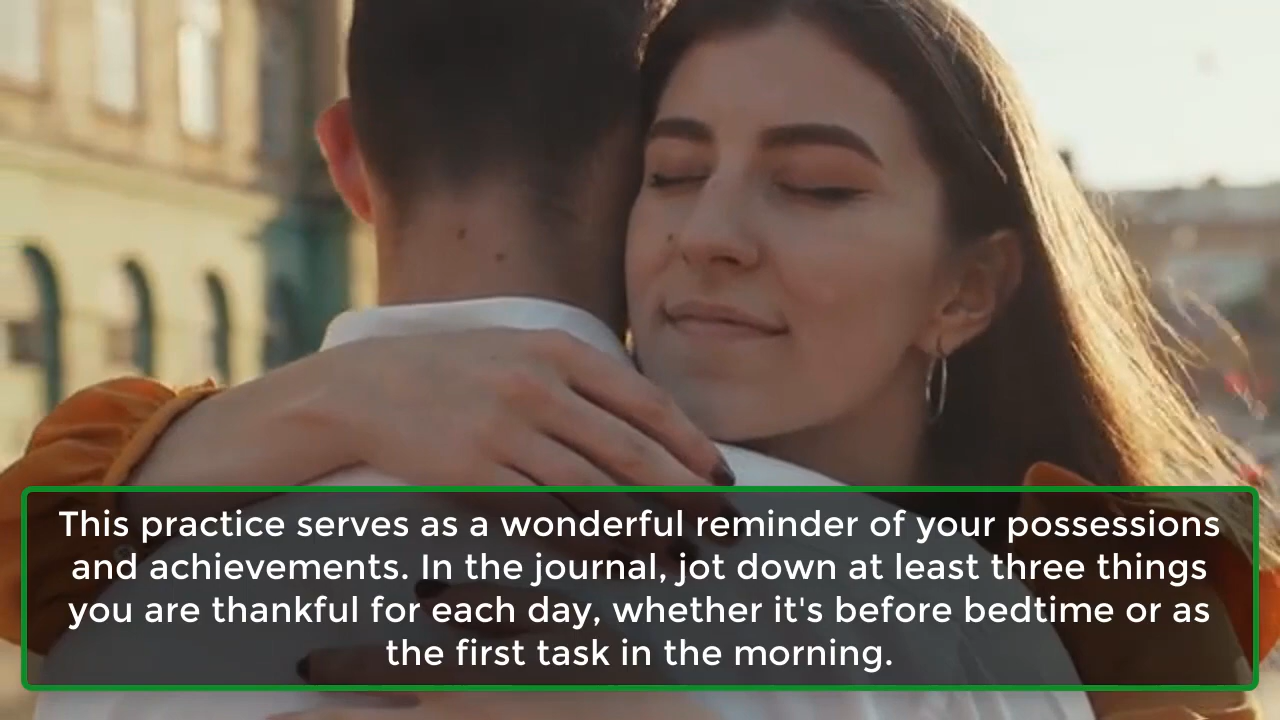 This practice serves as a wonderful reminder of your possessions
and achievements. In the journal, jot down at least three things
you are thankful for each day, whether it's before bedtime or as
the first task in the morning.